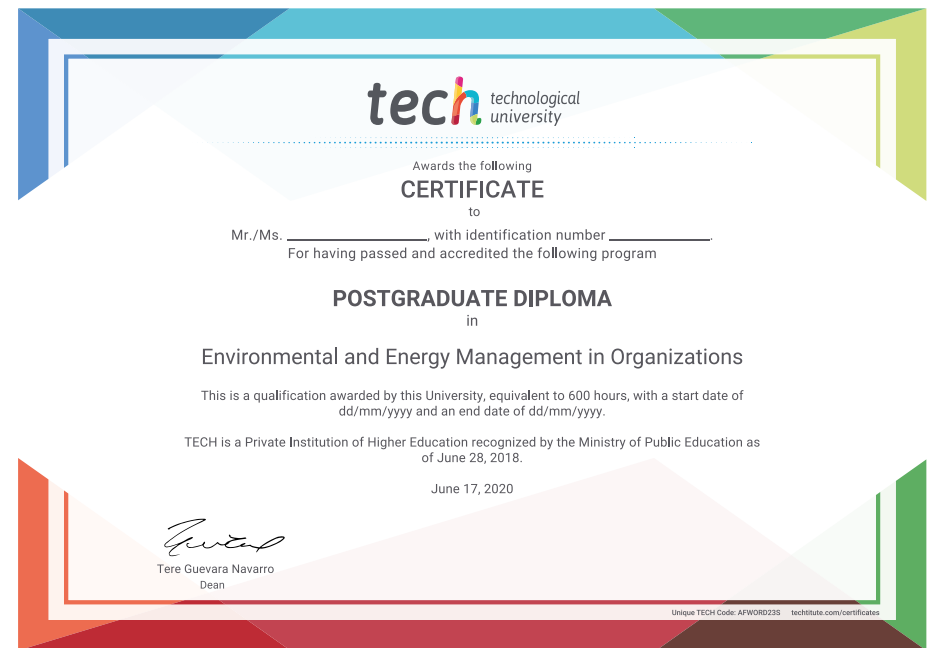 tech technological
university
Awards the following
CERTIFICATE
to
Mr./Ms. ____________, with identification number _________.
For having passed and accredited the following program
POSTGRADUATE DIPLOMA
in
Environmental and Energy Management in Organizations
This is a qualification awarded by this University, equivalent to 600 hours, with a start date of
dd/mm/yyyy and an end date of dd/mm/yyyy.
TECH is a Private Institution of Higher Education recognized by the Ministry of Public Education as
of June 28, 2018.
June 17, 2020
Tere Guevara Navarro
Dean
Unique TECH Code: AFWORD23S techtitute.com/certificates